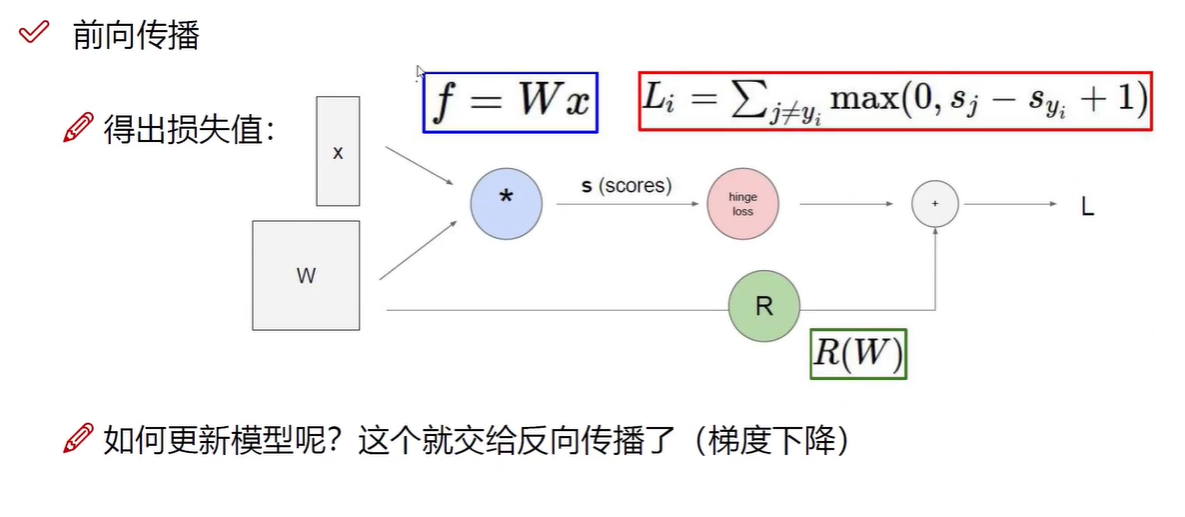 前向传播
得出损失值：
f = Wx
L_i = ∑_{j≠y_i} max(0, s_j − s_{y_i} + 1)
x
W
*
s (scores)
hinge
loss
+
L
R
R(W)
如何更新模型呢？这个就交给反向传播了（梯度下降）